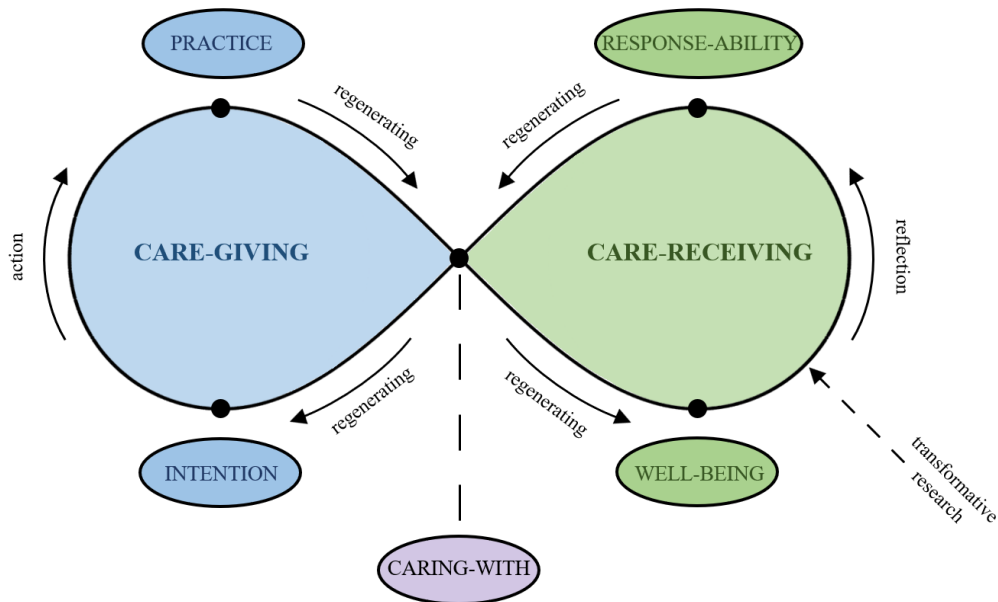 PRACTICE
RESPONSE-ABILITY
regenerating
regenerating
action
CARE-GIVING
CARE-RECEIVING
reflection
regenerating
regenerating
INTENTION
WELL-BEING
transformative
research
CARING-WITH